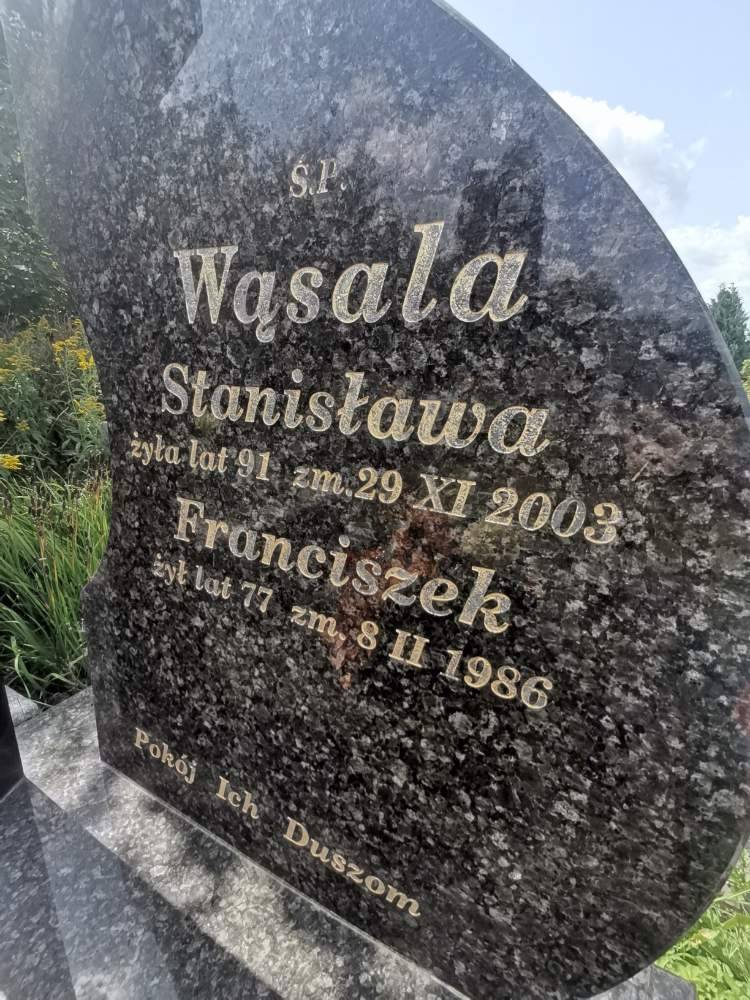 Ś.P.
Wąsala
Stanisława
żyła lat 91 zm. 29 XI 2003
Franciszek
żył lat 77 zm. 8 II 1986
Pokój Ich Duszom